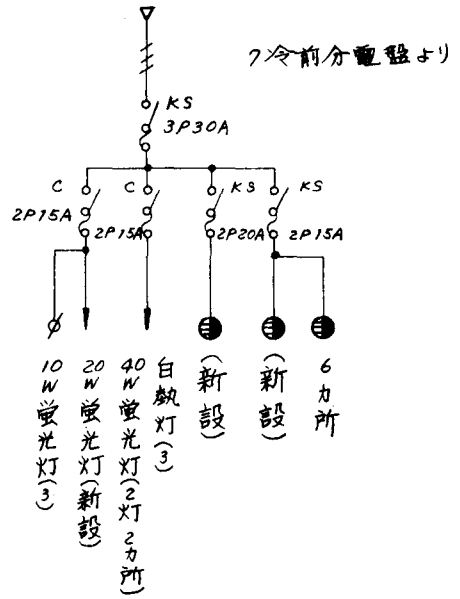 フ冷前分電盤より
KS
3P30A
C
2P15A
C
2P15A
KS
2P20A
KS
2P15A
10W蛍光灯(3)
20W蛍光灯(新設)
40W蛍光灯(2灯2カ所)
白熱灯(3)
(新設)
(新設)
6カ所